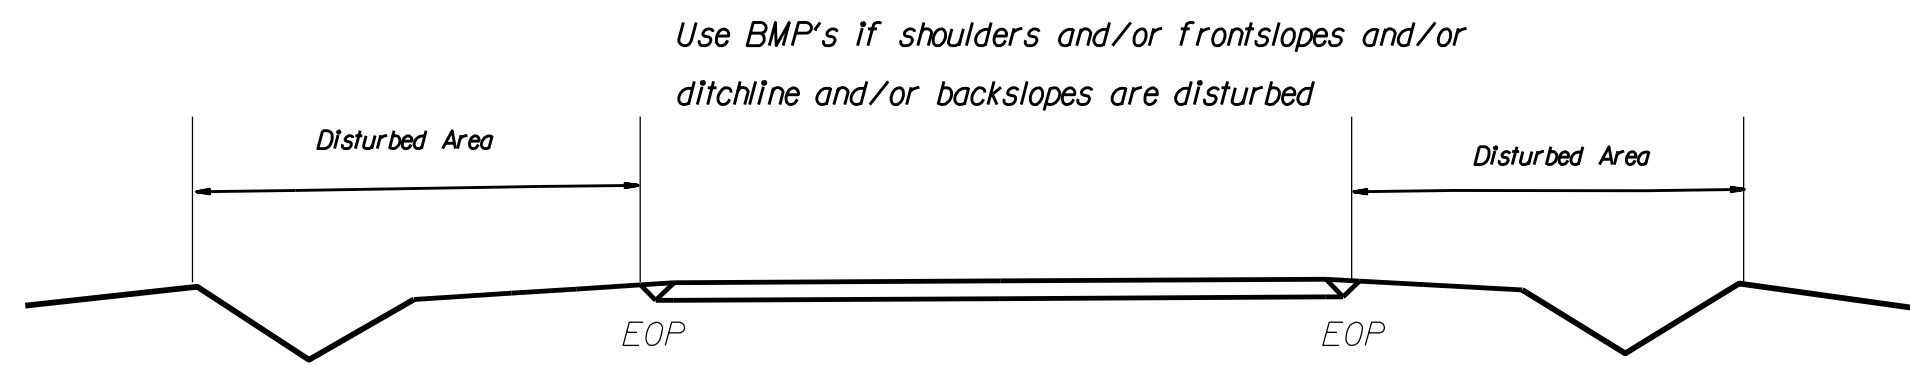 Use BMP's if shoulders and/or frontslopes and/or
ditchline and/or backslopes are disturbed
Disturbed Area
Disturbed Area
EOP
EOP